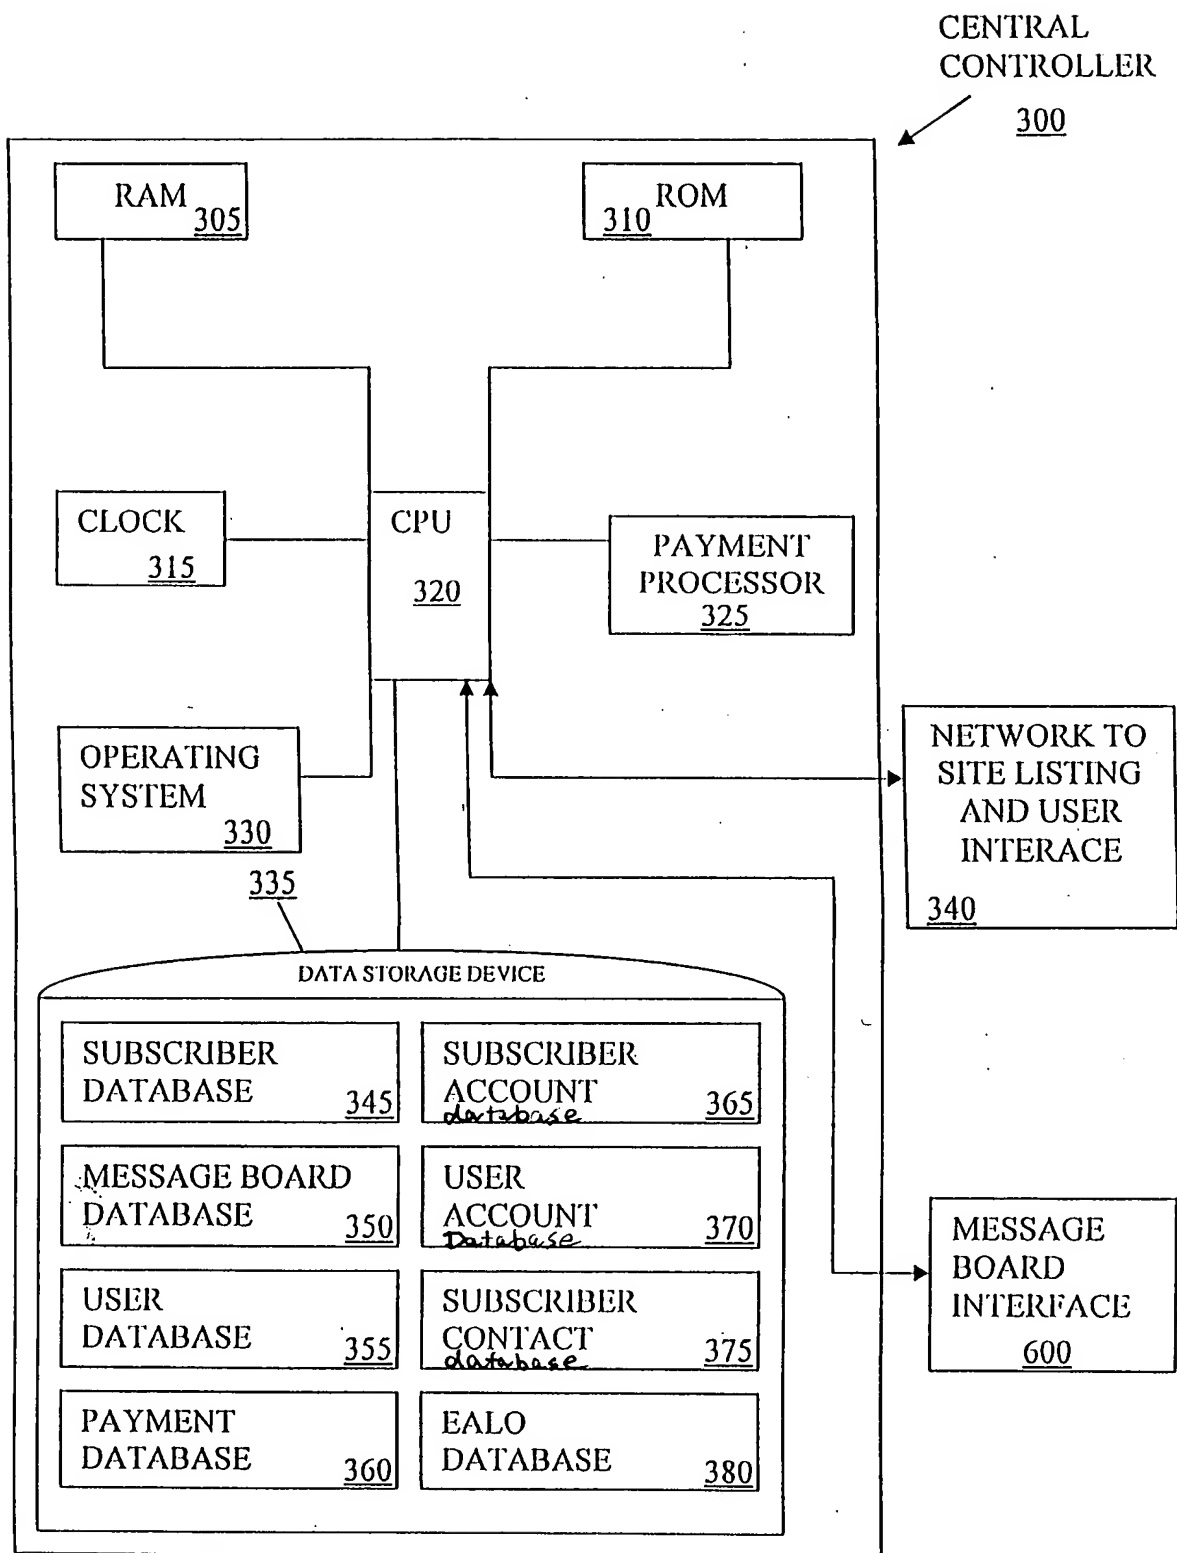 CENTRAL
CONTROLLER
300
RAM
305
ROM
310
CLOCK
315
CPU
320
PAYMENT
PROCESSOR
325
OPERATING
SYSTEM
330
NETWORK TO
SITE LISTING
AND USER
INTERACE
340
335
DATA STORAGE DEVICE
SUBSCRIBER
DATABASE
345
SUBSCRIBER
ACCOUNT
database
365
MESSAGE BOARD
DATABASE
350
USER
ACCOUNT
Database
370
USER
DATABASE
355
SUBSCRIBER
CONTACT
database
375
PAYMENT
DATABASE
360
EALO
DATABASE
380
MESSAGE
BOARD
INTERFACE
600